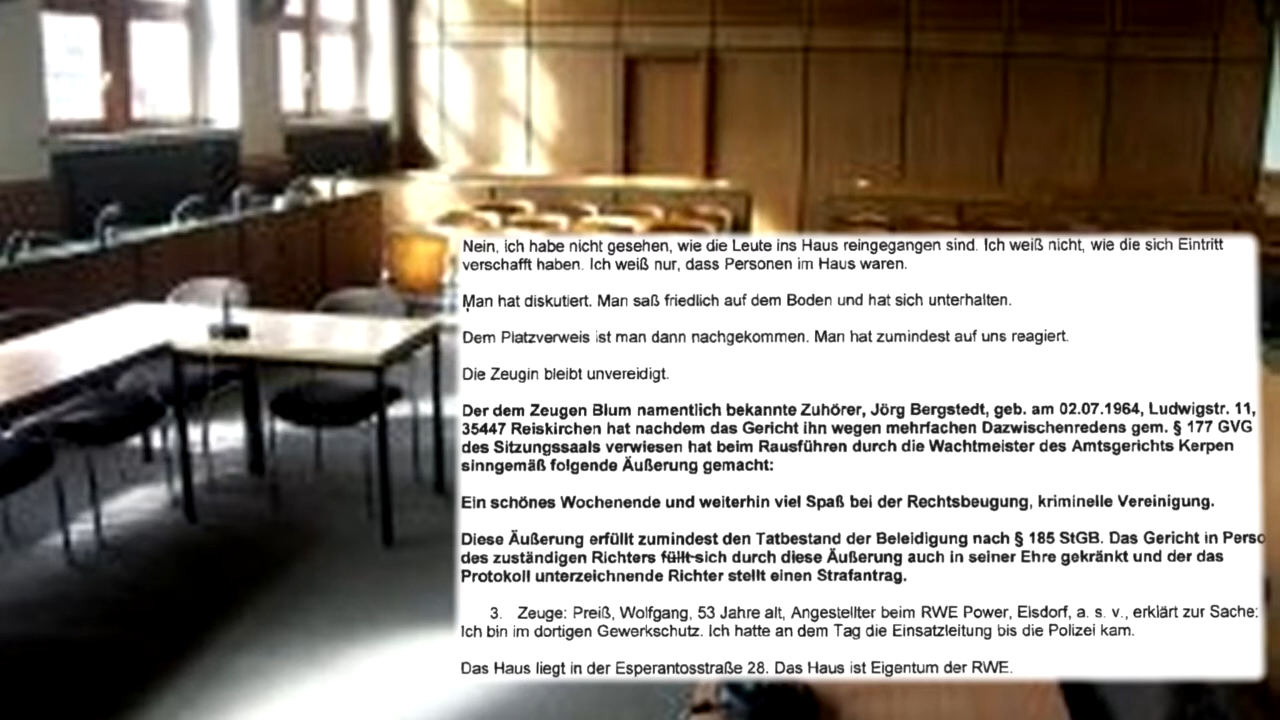 Nein, ich habe nicht gesehen, wie die Leute ins Haus reingegangen sind. Ich weiß nicht, wie die sich Eintritt
verschafft haben. Ich weiß nur, dass Personen im Haus waren.
Man hat diskutiert. Man saß friedlich auf dem Boden und hat sich unterhalten.
Dem Platzverweis ist man dann nachgekommen. Man hat zumindest auf uns reagiert.
Die Zeugin bleibt unvereidigt.
Der dem Zeugen Blum namentlich bekannte Zuhörer, Jörg Bergstedt, geb. am 02.07.1964, Ludwigstr. 11,
35447 Reiskirchen hat nachdem das Gericht ihn wegen mehrfachen Dazwischenredens gem. § 177 GVG
des Sitzungssaals verwiesen hat beim Rausführen durch die Wachtmeister des Amtsgerichts Kerpen
sinngemäß folgende Äußerung gemacht:
Ein schönes Wochenende und weiterhin viel Spaß bei der Rechtsbeugung, kriminelle Vereinigung.
Diese Äußerung erfüllt zumindest den Tatbestand der Beleidigung nach § 185 StGB. Das Gericht in Perso
des zuständigen Richters füllt sich durch diese Äußerung auch in seiner Ehre gekränkt und der das
Protokoll unterzeichnende Richter stellt einen Strafantrag.
3. Zeuge: Preiß, Wolfgang, 53 Jahre alt, Angestellter beim RWE Power, Elsdorf, a. s. v., erklärt zur Sache:
Ich bin im dortigen Gewerkschutz. Ich hatte an dem Tag die Einsatzleitung bis die Polizei kam.
Das Haus liegt in der Esperantosstraße 28. Das Haus ist Eigentum der RWE.